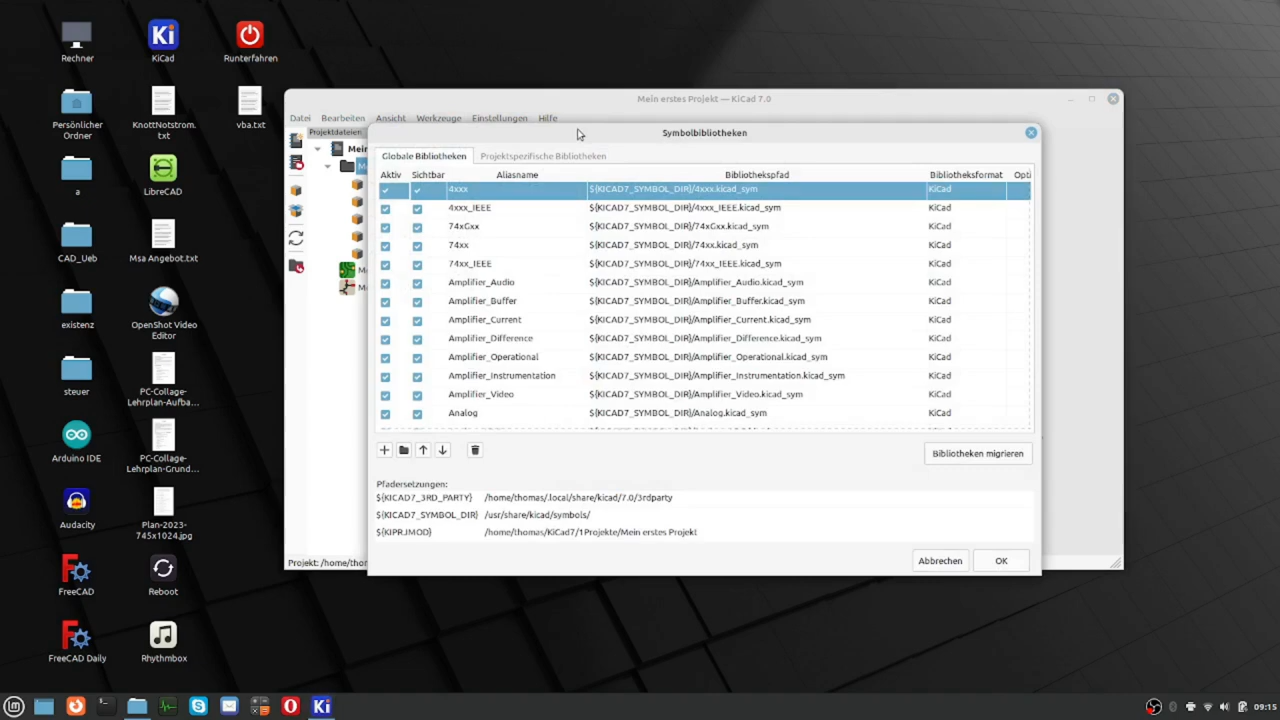 Rechner
KiCad
Runterfahren
Persönlicher
Ordner
KnottNotstrom.
txt
vba.txt
a
LibreCAD
CAD_Ueb
Msa Angebot.txt
existenz
OpenShot Video
Editor
steuer
PC-Collage-
Lehrplan-Aufba...
Arduino IDE
PC-Collage-
Lehrplan-Grund...
Audacity
Plan-2023-
745x1024.jpg
FreeCAD
Reboot
FreeCAD Daily
Rhythmbox
Mein erstes Projekt — KiCad 7.0
Datei Bearbeiten Ansicht Werkzeuge Einstellungen Hilfe
Projektdateien
Mein
Symbolbibliotheken
Globale Bibliotheken Projektspezifische Bibliotheken
Aktiv Sichtbar Aliasname Bibliothekspfad Bibliotheksformat Opti
4xxx ${KICAD7_SYMBOL_DIR}/4xxx.kicad_sym KiCad
4xxx_IEEE ${KICAD7_SYMBOL_DIR}/4xxx_IEEE.kicad_sym KiCad
74xGxx ${KICAD7_SYMBOL_DIR}/74xGxx.kicad_sym KiCad
74xx ${KICAD7_SYMBOL_DIR}/74xx.kicad_sym KiCad
74xx_IEEE ${KICAD7_SYMBOL_DIR}/74xx_IEEE.kicad_sym KiCad
Amplifier_Audio ${KICAD7_SYMBOL_DIR}/Amplifier_Audio.kicad_sym KiCad
Amplifier_Buffer ${KICAD7_SYMBOL_DIR}/Amplifier_Buffer.kicad_sym KiCad
Amplifier_Current ${KICAD7_SYMBOL_DIR}/Amplifier_Current.kicad_sym KiCad
Amplifier_Difference ${KICAD7_SYMBOL_DIR}/Amplifier_Difference.kicad_sym KiCad
Amplifier_Operational ${KICAD7_SYMBOL_DIR}/Amplifier_Operational.kicad_sym KiCad
Amplifier_Instrumentation ${KICAD7_SYMBOL_DIR}/Amplifier_Instrumentation.kicad_sym KiCad
Amplifier_Video ${KICAD7_SYMBOL_DIR}/Amplifier_Video.kicad_sym KiCad
Analog ${KICAD7_SYMBOL_DIR}/Analog.kicad_sym KiCad
Bibliotheken migrieren
Pfadersetzungen:
${KICAD7_3RD_PARTY} /home/thomas/.local/share/kicad/7.0/3rdparty
${KICAD7_SYMBOL_DIR} /usr/share/kicad/symbols/
${KIPRJMOD} /home/thomas/KiCad7/1Projekte/Mein erstes Projekt
Abbrechen OK
Projekt: /home/thom
09:15